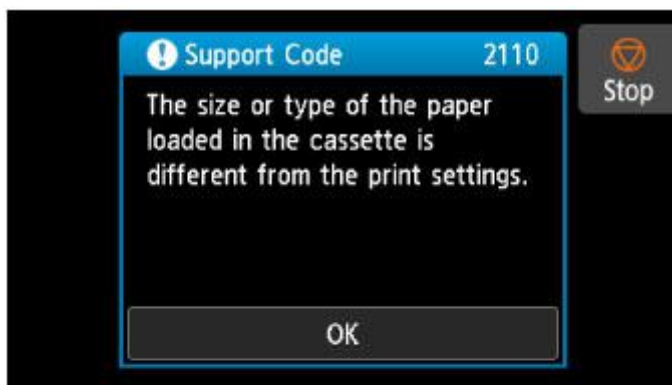 Support Code 2110
Stop
The size or type of the paper
loaded in the cassette is
different from the print settings.
OK